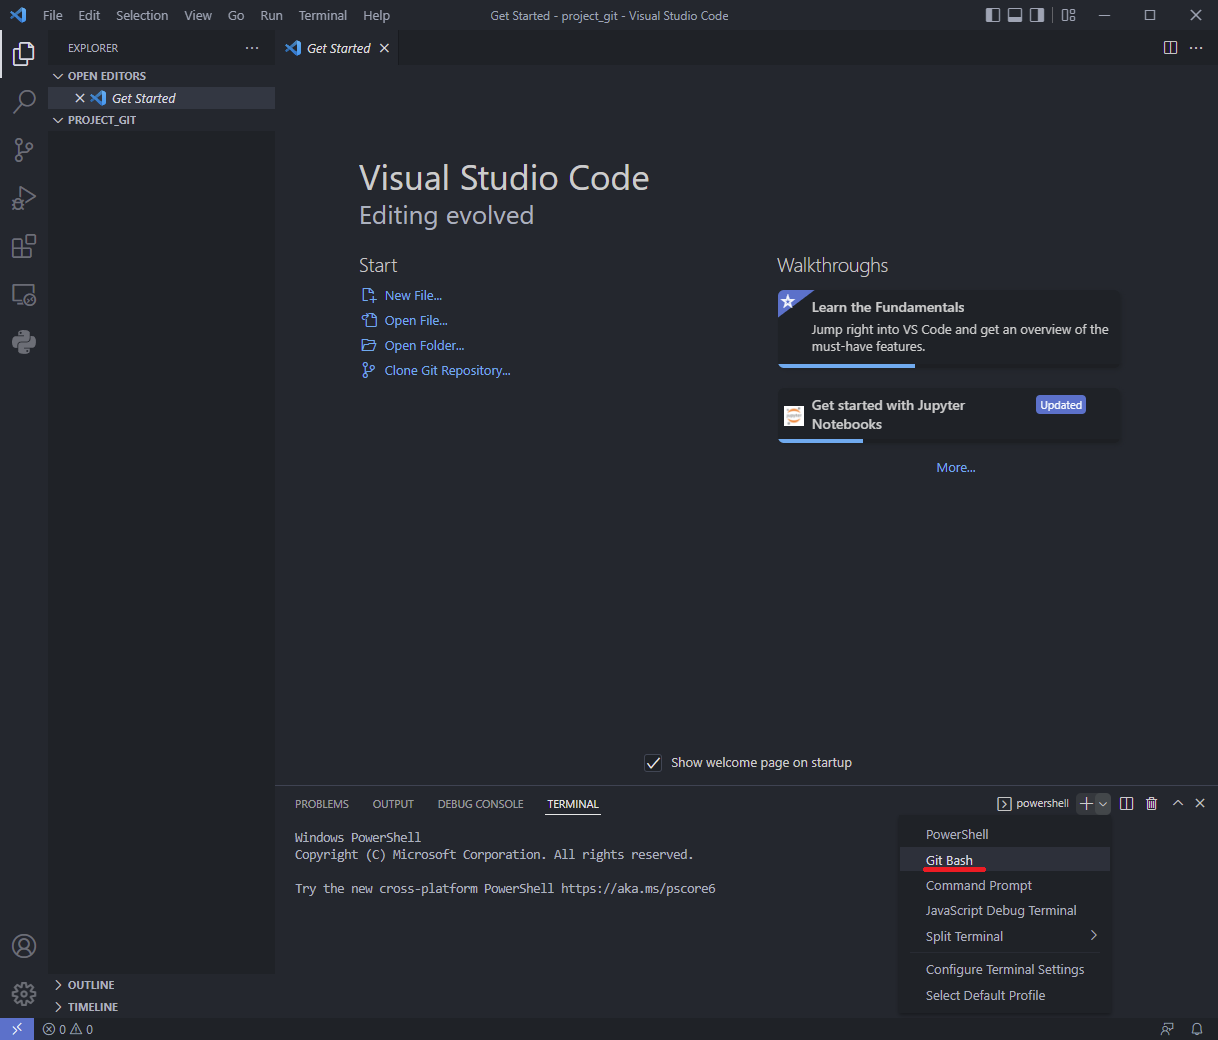 File Edit Selection View Go Run Terminal Help
Get Started - project_git - Visual Studio Code
EXPLORER
OPEN EDITORS
Get Started
PROJECT_GIT
OUTLINE
TIMELINE
Get Started
Visual Studio Code
Editing evolved
Start
New File...
Open File...
Open Folder...
Clone Git Repository...
Walkthroughs
Learn the Fundamentals
Jump right into VS Code and get an overview of the
must-have features.
Get started with Jupyter
Notebooks
Updated
More...
Show welcome page on startup
PROBLEMS OUTPUT DEBUG CONSOLE TERMINAL
powershell
Windows PowerShell
Copyright (C) Microsoft Corporation. All rights reserved.
Try the new cross-platform PowerShell https://aka.ms/pscore6
PowerShell
Git Bash
Command Prompt
JavaScript Debug Terminal
Split Terminal
Configure Terminal Settings
Select Default Profile
0 0